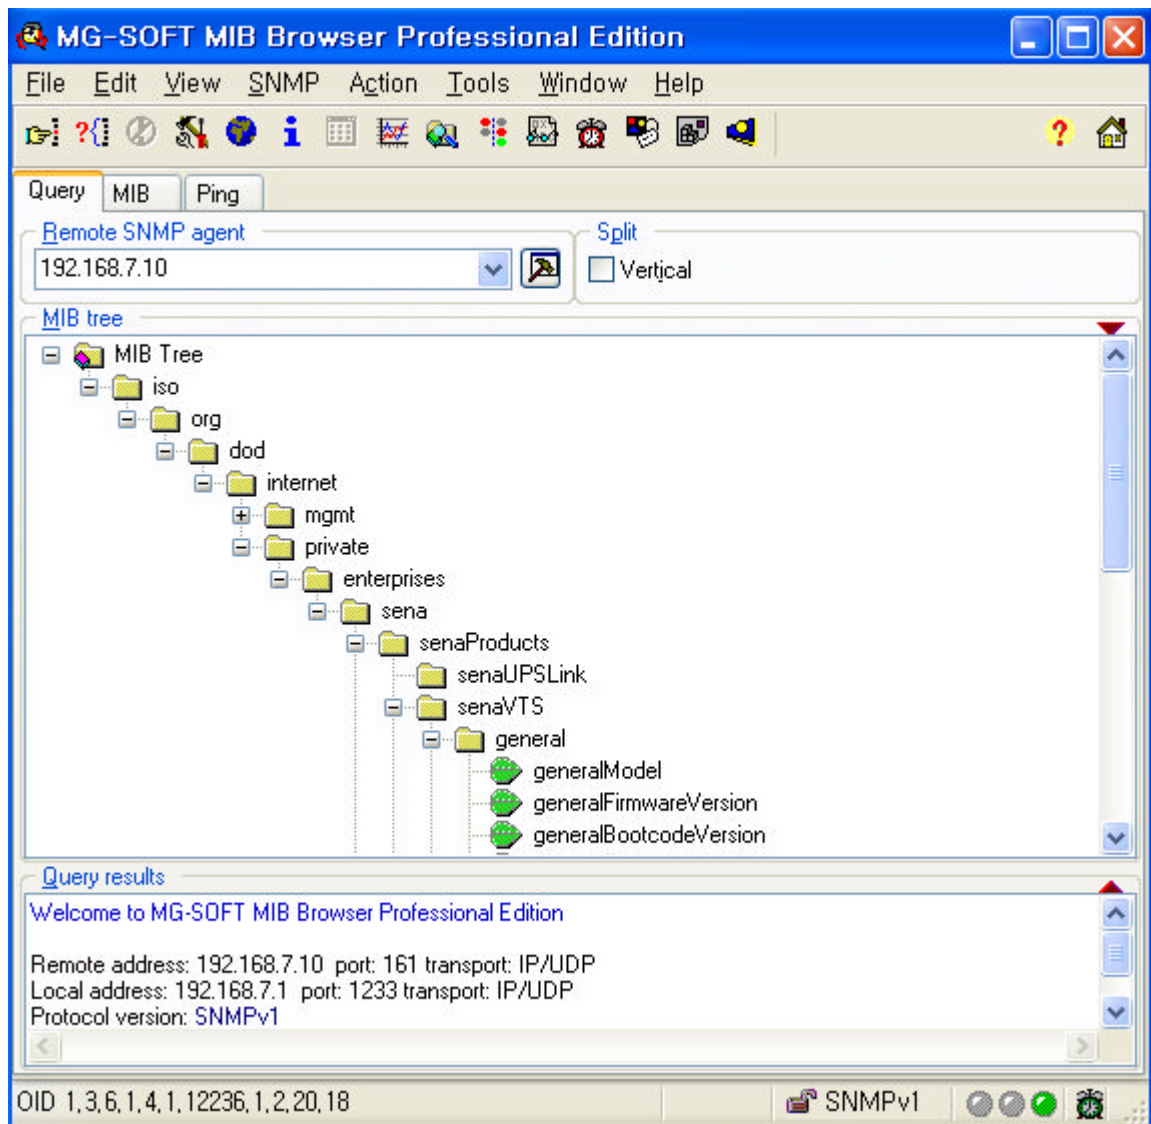 MG-SOFT MIB Browser Professional Edition
File Edit View SNMP Action Tools Window Help
Query MIB Ping
Remote SNMP agent
Split
192.168.7.10
Vertical
MIB tree
MIB Tree
iso
org
dod
internet
mgmt
private
enterprises
sena
senaProducts
senaUPSLink
senaVTS
general
generalModel
generalFirmwareVersion
generalBootcodeVersion
Query results
Welcome to MG-SOFT MIB Browser Professional Edition
Remote address: 192.168.7.10 port: 161 transport: IP/UDP
Local address: 192.168.7.1 port: 1233 transport: IP/UDP
Protocol version: SNMPv1
OID 1,3,6,1,4,1,12236,1,2,20,18 SNMPv1